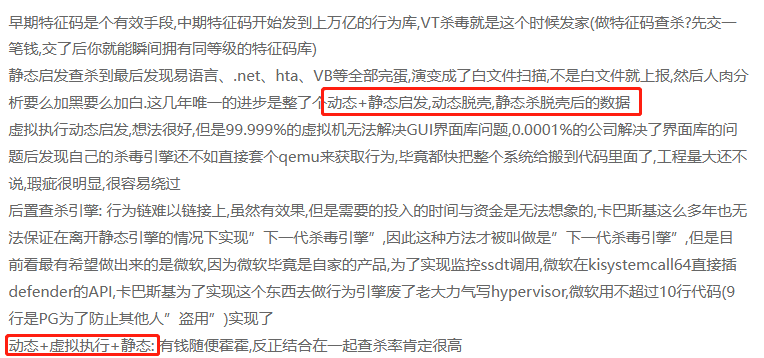 早期特征码是个有效手段,中期特征码开始发到上万亿的行为库,VT杀毒就是这个时候发家(做特征码查杀?先交一
笔钱,交了后你就能瞬间拥有同等级的特征码库)
静态启发查杀到最后发现易语言、.net、hta、VB等全部完蛋,演变成了白文件扫描,不是白文件就上报,然后人肉分
析要么加黑要么加白.这几年唯一的进步是整了个动态+静态启发,动态脱壳,静态杀脱壳后的数据
虚拟执行动态启发,想法很好,但是99.999%的虚拟机无法解决GUI界面库问题,0.0001%的公司解决了界面库的问
题后发现自己的杀毒引擎还不如直接套个qemu来获取行为,毕竟都快把整个系统给搬到代码里面了,工程量大还不
说,瑕疵很明显,很容易绕过
后置查杀引擎: 行为链难以链接上,虽然有效果,但是需要的投入的时间与资金是无法想象的,卡巴斯基这么多年也无
法保证在离开静态引擎的情况下实现”下一代杀毒引擎”,因此这种方法才被叫做是”下一代杀毒引擎”,但是目
前看最有希望做出来的是微软,因为微软毕竟是自家的产品,为了实现监控ssdt调用,微软在kisystemcall64直接插
defender的API,卡巴斯基为了实现这个东西去做行为引擎废了老大力气写hypervisor,微软用不超过10行代码(9
行是PG为了防止其他人”盗用”)实现了
动态+虚拟执行+静态: 有钱随便霍霍,反正结合在一起查杀率肯定很高